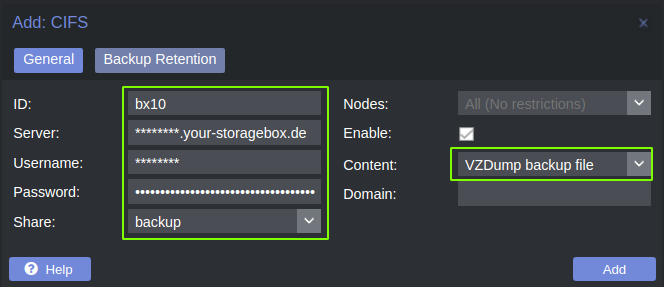 Add: CIFS ×
General Backup Retention
ID: bx10 Nodes: All (No restrictions)
Server: ********.your-storagebox.de Enable:
Username: ******** Content: VZDump backup file
Password: •••••••••••••••••••••••••••••••••••• Domain:
Share: backup
Help Add